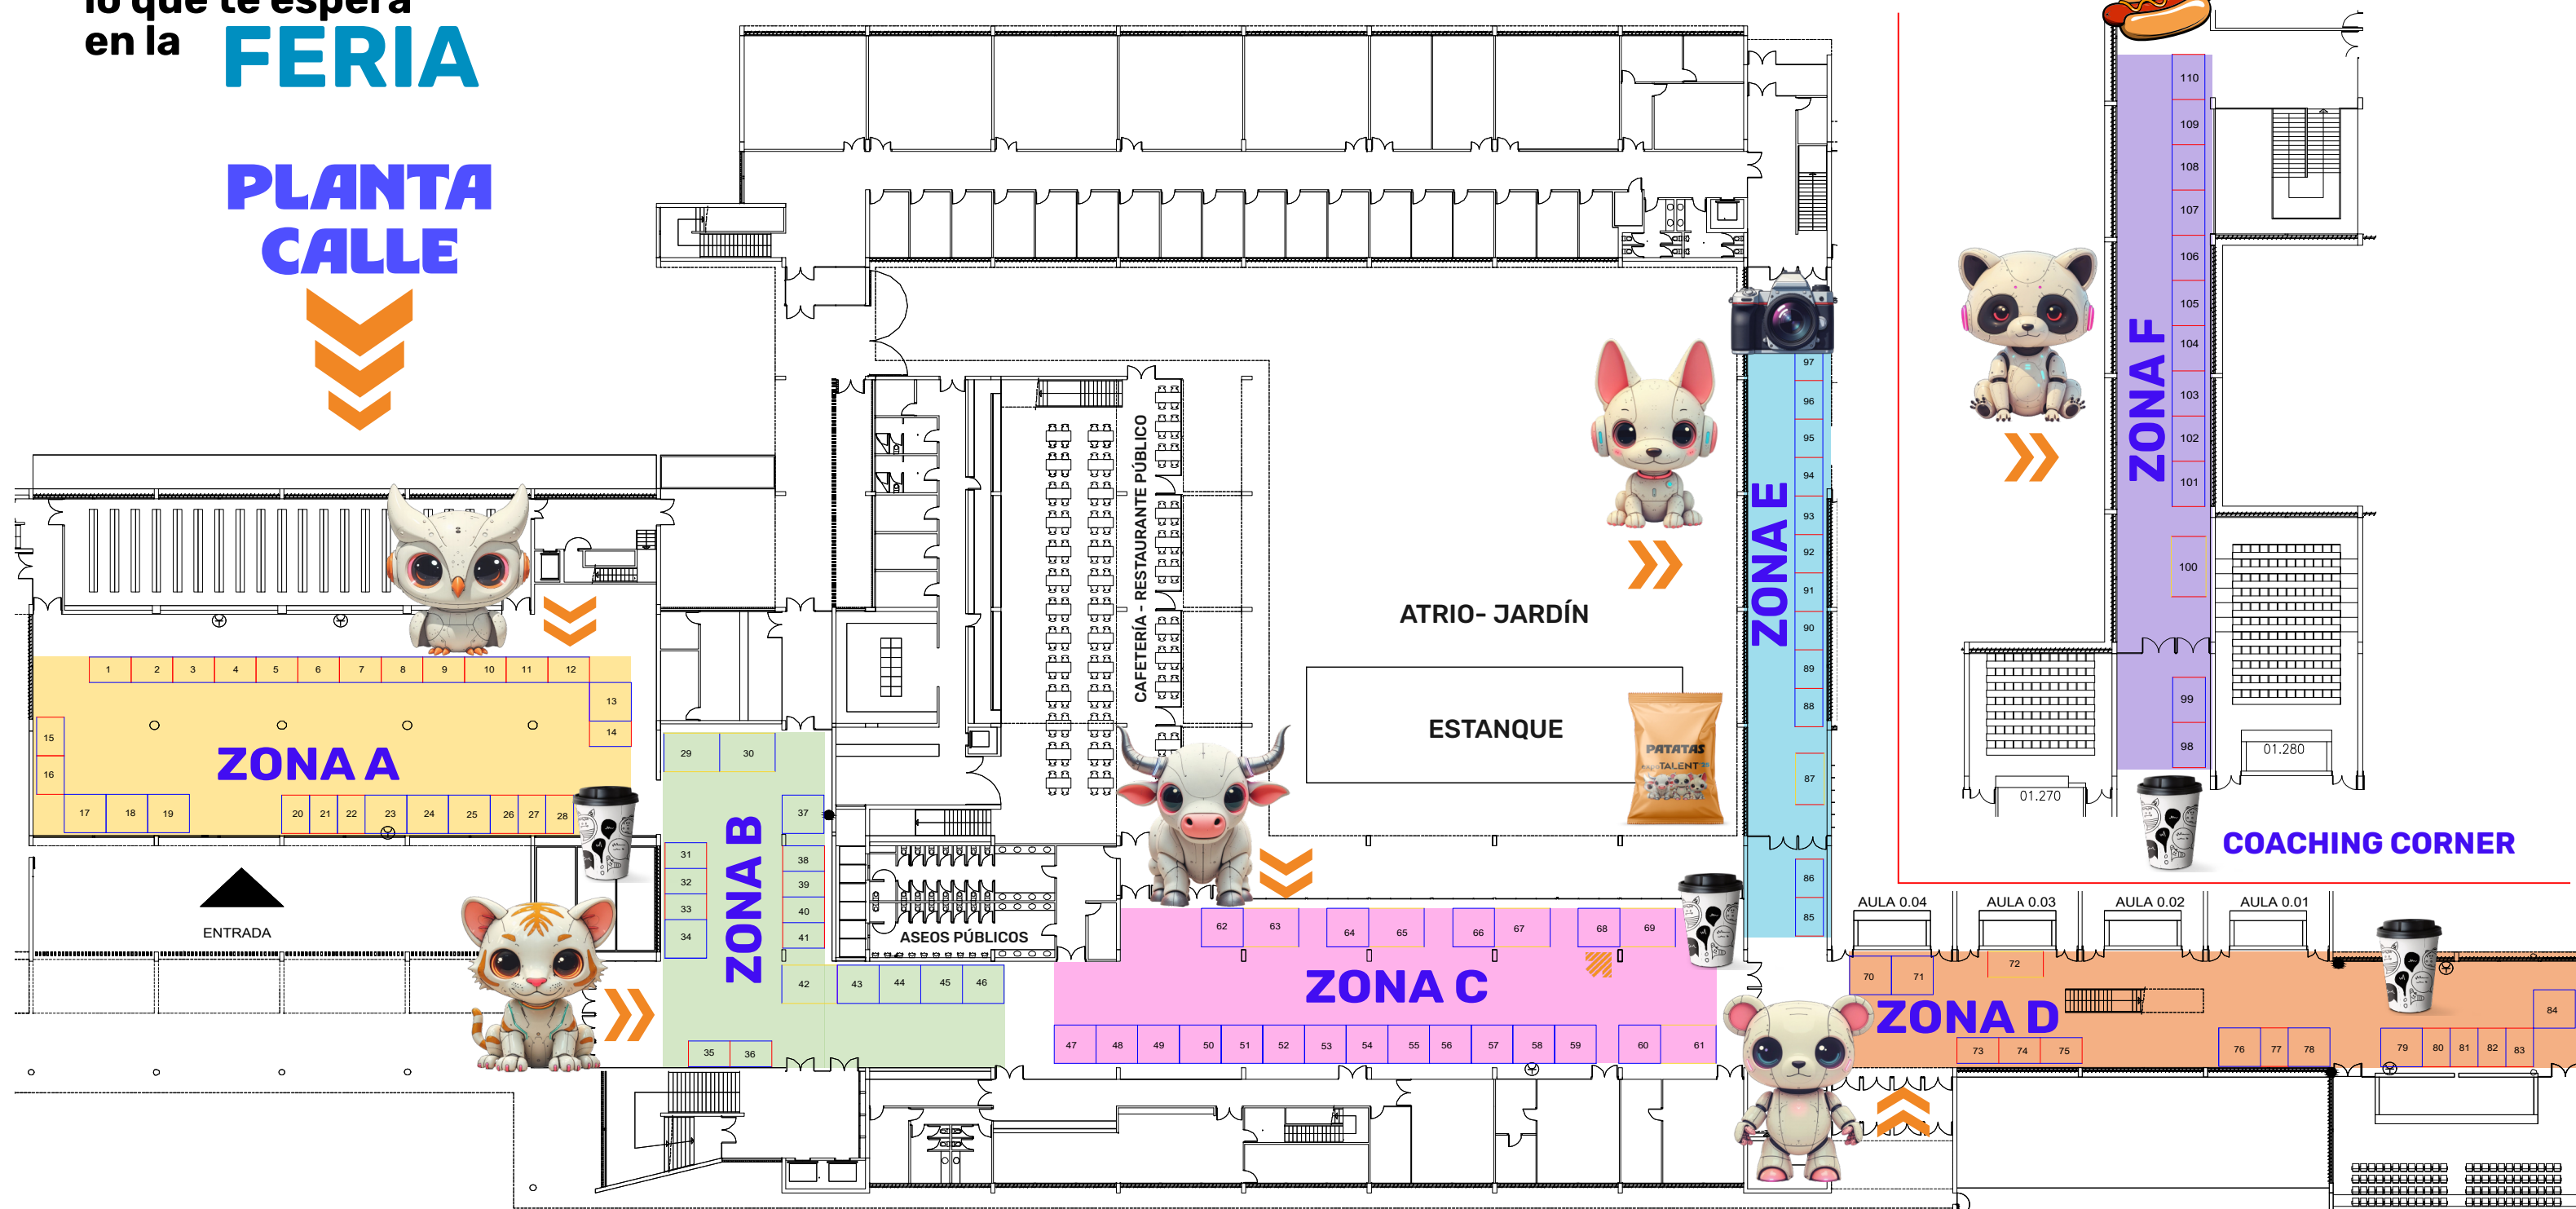 lo que te espera
en la FERIA
PLANTA
CALLE
110
109
108
107
106
105
104
103
102
101
100
99
98
ZONA F
01.280
01.270
COACHING CORNER
97
96
95
94
93
92
91
90
89
88
87
86
85
ZONA E
CAFETERÍA - RESTAURANTE PÚBLICO
ATRIO- JARDÍN
ESTANQUE
PATATAS
TALENT
1 2 3 4 5 6 7 8 9 10 11 12
13
14
15
16
ZONA A
17 18 19 20 21 22 23 24 25 26 27 28
ENTRADA
29 30
37
31
32
33
34
38
39
40
41
ZONA B
42 43 44 45 46
35 36
ASEOS PÚBLICOS
62 63 64 65 66 67 68 69
ZONA C
47 48 49 50 51 52 53 54 55 56 57 58 59 60 61
AULA 0.04 AULA 0.03 AULA 0.02 AULA 0.01
70 71 72
ZONA D
84
73 74 75 76 77 78 79 80 81 82 83